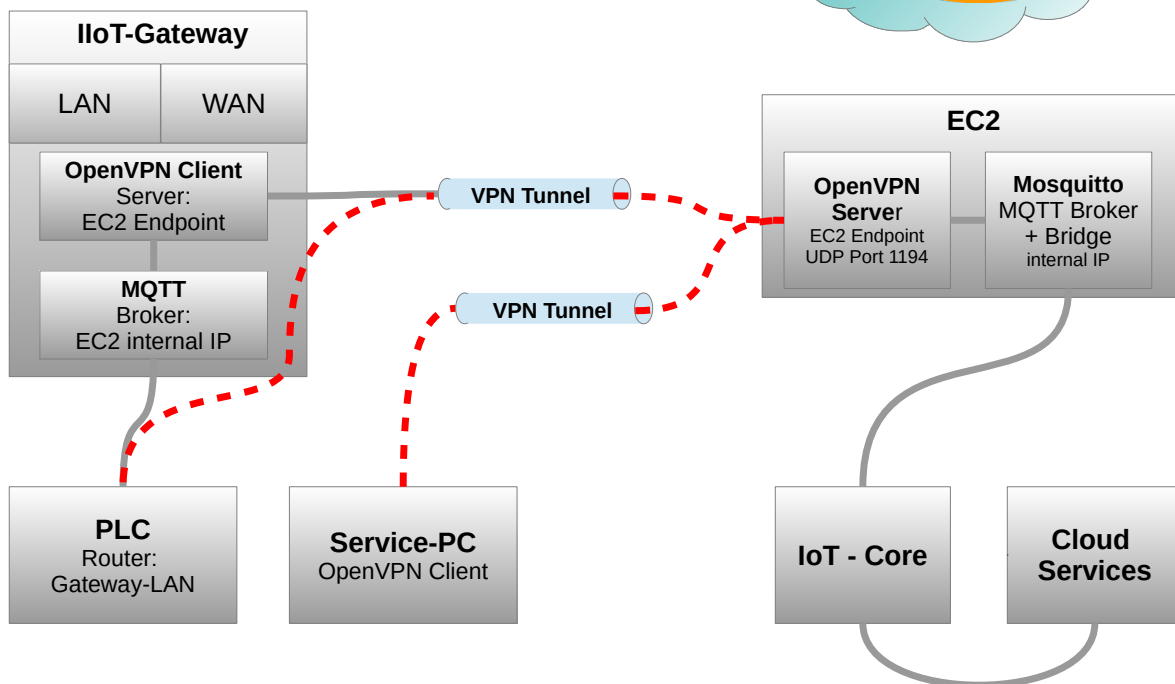 IIoT-Gateway
LAN
WAN
OpenVPN Client
Server:
EC2 Endpoint
MQTT
Broker:
EC2 internal IP
VPN Tunnel
VPN Tunnel
EC2
OpenVPN
Server
EC2 Endpoint
UDP Port 1194
Mosquitto
MQTT Broker
+ Bridge
internal IP
PLC
Router:
Gateway-LAN
Service-PC
OpenVPN Client
IoT - Core
Cloud
Services